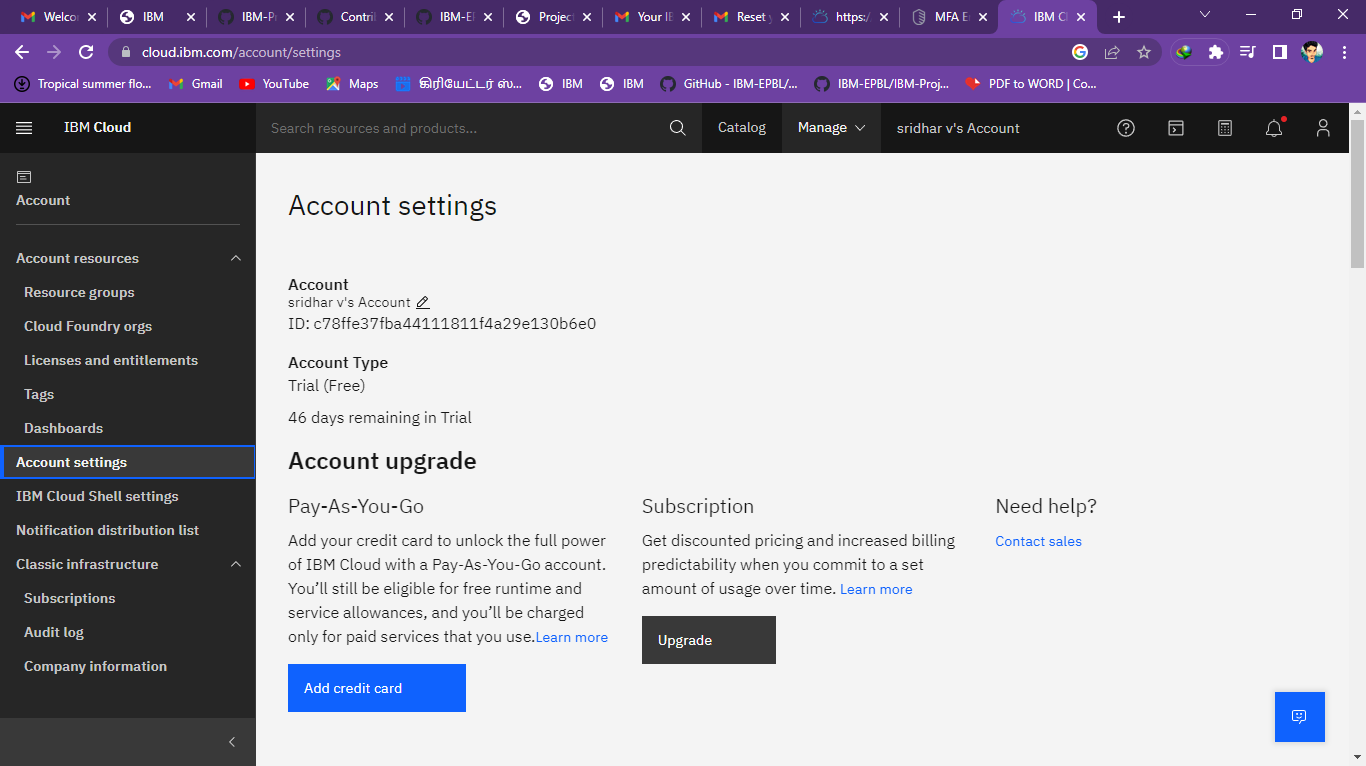 Welcon
IBM
IBM-Pr
Contril
IBM-EI
Project
Your IB
Reset y
https:/
MFA Er
IBM Cl
cloud.ibm.com/account/settings
Tropical summer flo...
Gmail
YouTube
Maps
IBM
IBM
GitHub - IBM-EPBL/...
IBM-EPBL/IBM-Proj...
PDF to WORD | Co...
IBM Cloud
Search resources and products...
Catalog
Manage
sridhar v's Account
Account
Account resources
Resource groups
Cloud Foundry orgs
Licenses and entitlements
Tags
Dashboards
Account settings
IBM Cloud Shell settings
Notification distribution list
Classic infrastructure
Subscriptions
Audit log
Company information
Account settings
Account
sridhar v's Account
ID: c78ffe37fba44111811f4a29e130b6e0
Account Type
Trial (Free)
46 days remaining in Trial
Account upgrade
Pay-As-You-Go
Add your credit card to unlock the full power
of IBM Cloud with a Pay-As-You-Go account.
You’ll still be eligible for free runtime and
service allowances, and you’ll be charged
only for paid services that you use.Learn more
Add credit card
Subscription
Get discounted pricing and increased billing
predictability when you commit to a set
amount of usage over time. Learn more
Upgrade
Need help?
Contact sales